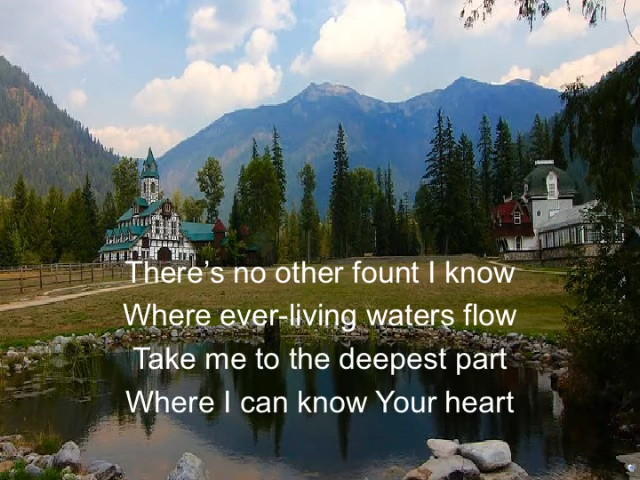 There’s no other fount I know
Where ever-living waters flow
Take me to the deepest part
Where I can know Your heart